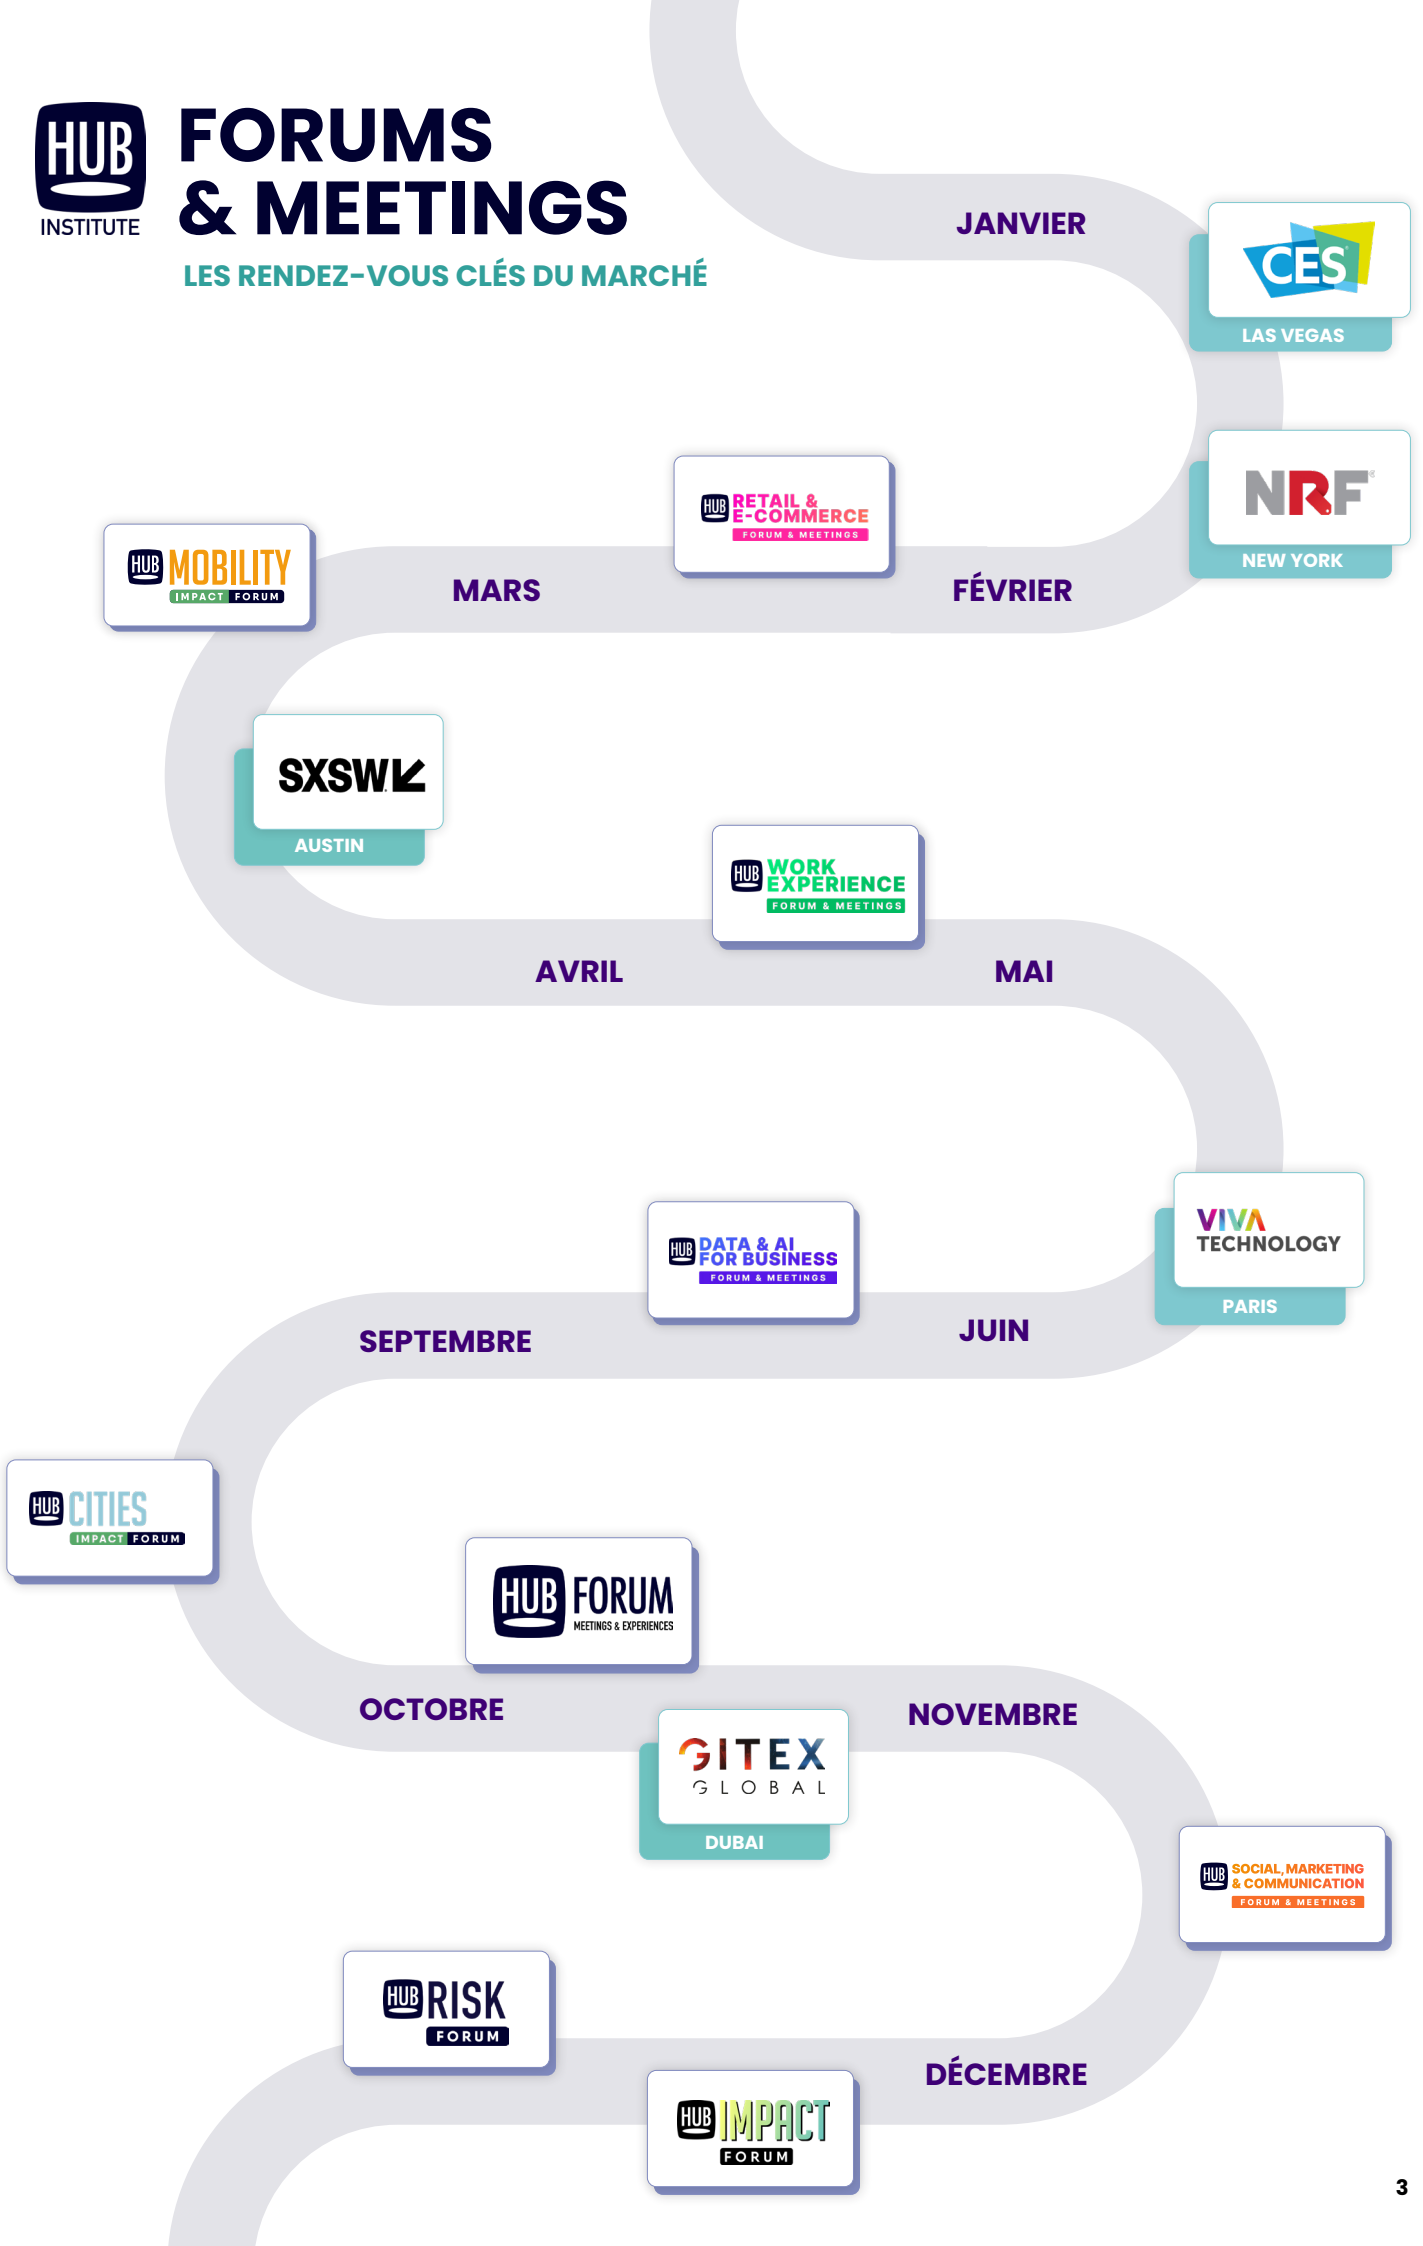 HUB
INSTITUTE
FORUMS
& MEETINGS
LES RENDEZ-VOUS CLÉS DU MARCHÉ
JANVIER
CES
LAS VEGAS
NRF
NEW YORK
FÉVRIER
HUB RETAIL &
E-COMMERCE
FORUM & MEETINGS
MARS
HUB MOBILITY
IMPACT FORUM
SXSW
AUSTIN
AVRIL
HUB WORK
EXPERIENCE
FORUM & MEETINGS
MAI
VIVA
TECHNOLOGY
PARIS
JUIN
HUB DATA & AI
FOR BUSINESS
FORUM & MEETINGS
SEPTEMBRE
HUB CITIES
IMPACT FORUM
OCTOBRE
HUB FORUM
MEETINGS & EXPERIENCES
GITEX
GLOBAL
DUBAI
NOVEMBRE
HUB SOCIAL, MARKETING
& COMMUNICATION
FORUM & MEETINGS
DÉCEMBRE
HUB IMPACT
FORUM
HUB RISK
FORUM
3